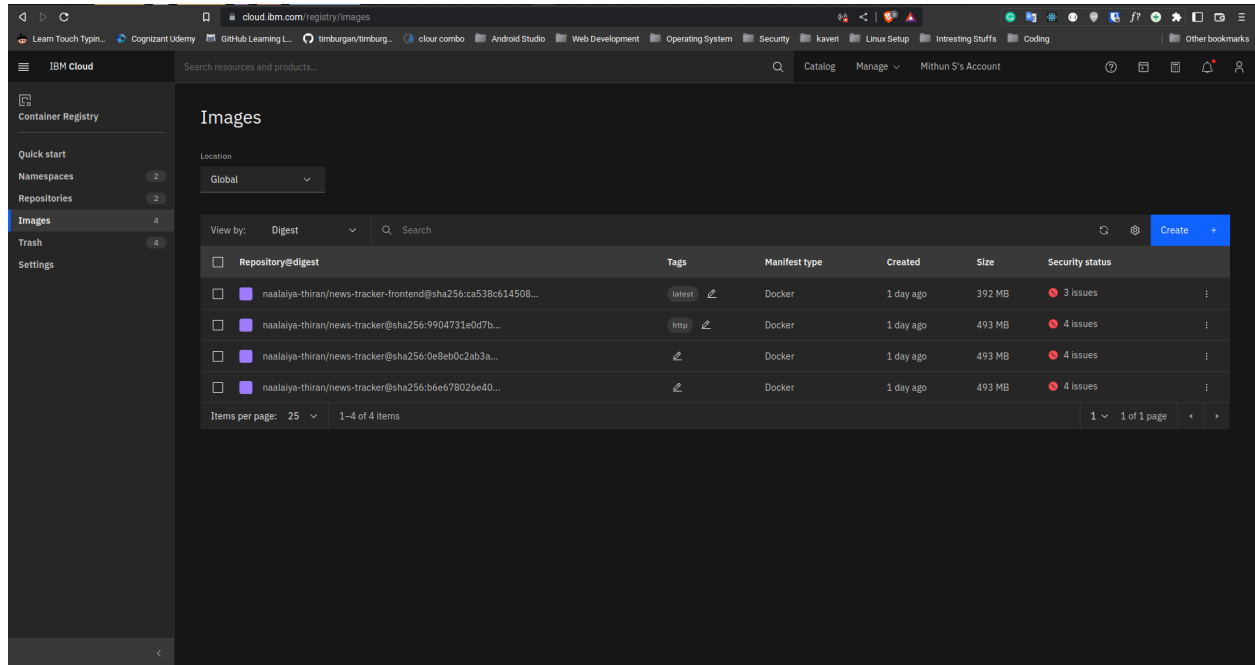 cloud.ibm.com/registry/images
Learn Touch Typin... Cognizant Udemy GitHub Learning L... timburgan/timburg... clour combo Android Studio Web Development Operating System Security kaveri Linux Setup Intresting Stuffs Coding Other bookmarks
IBM Cloud Search resources and products... Catalog Manage Mithun S's Account
Container Registry
Quick start
Namespaces 2
Repositories 2
Images 4
Trash 4
Settings
Images
Location
Global
View by: Digest Search Create +
Repository@digest Tags Manifest type Created Size Security status
naalaiya-thiran/news-tracker-frontend@sha256:ca538c614508... latest Docker 1 day ago 392 MB 3 issues
naalaiya-thiran/news-tracker@sha256:9904731e0d7b... http Docker 1 day ago 493 MB 4 issues
naalaiya-thiran/news-tracker@sha256:0e8eb0c2ab3a... Docker 1 day ago 493 MB 4 issues
naalaiya-thiran/news-tracker@sha256:b6e678026e40... Docker 1 day ago 493 MB 4 issues
Items per page: 25 1–4 of 4 items 1 1 of 1 page